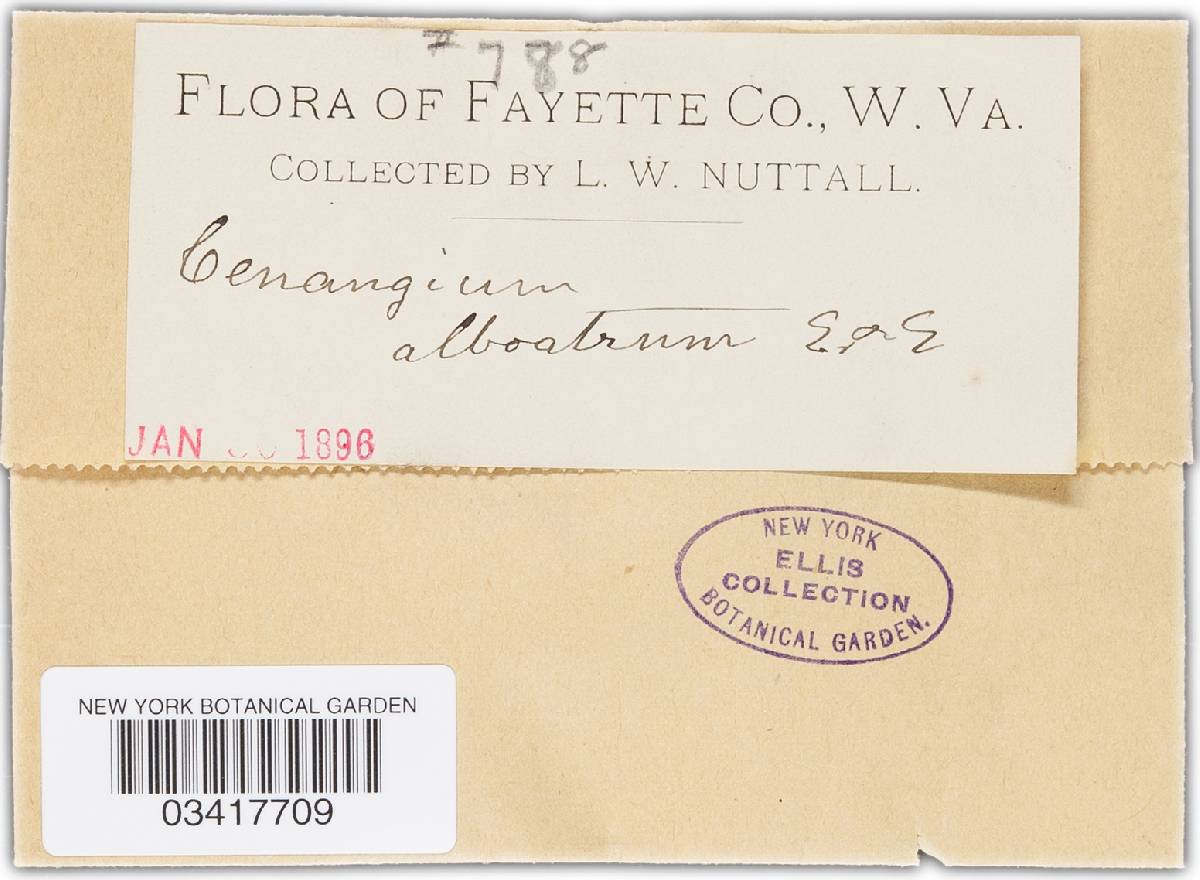 # 788
FLORA OF FAYETTE CO., W. VA.
COLLECTED BY L. W. NUTTALL.
Cenangium
alboatrum E & E
JAN 1896
NEW YORK
ELLIS
COLLECTION
BOTANICAL GARDEN.
NEW YORK BOTANICAL GARDEN
03417709